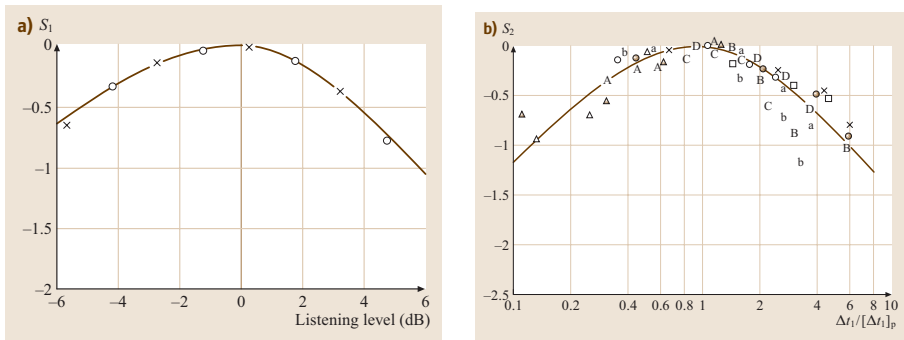 a) S₁
0
–0.5
–1
–1.5
–2
–6 –4 –2 0 2 4 6
Listening level (dB)
b) S₂
0
–0.5
–1
–1.5
–2
–2.5
0.1 0.2 0.4 0.6 0.8 1 2 4 6 8 10
Δt₁/[Δt₁]ₚ
b a D A B a
A A C C C D
A b B D
a
C D
b a
B B
b